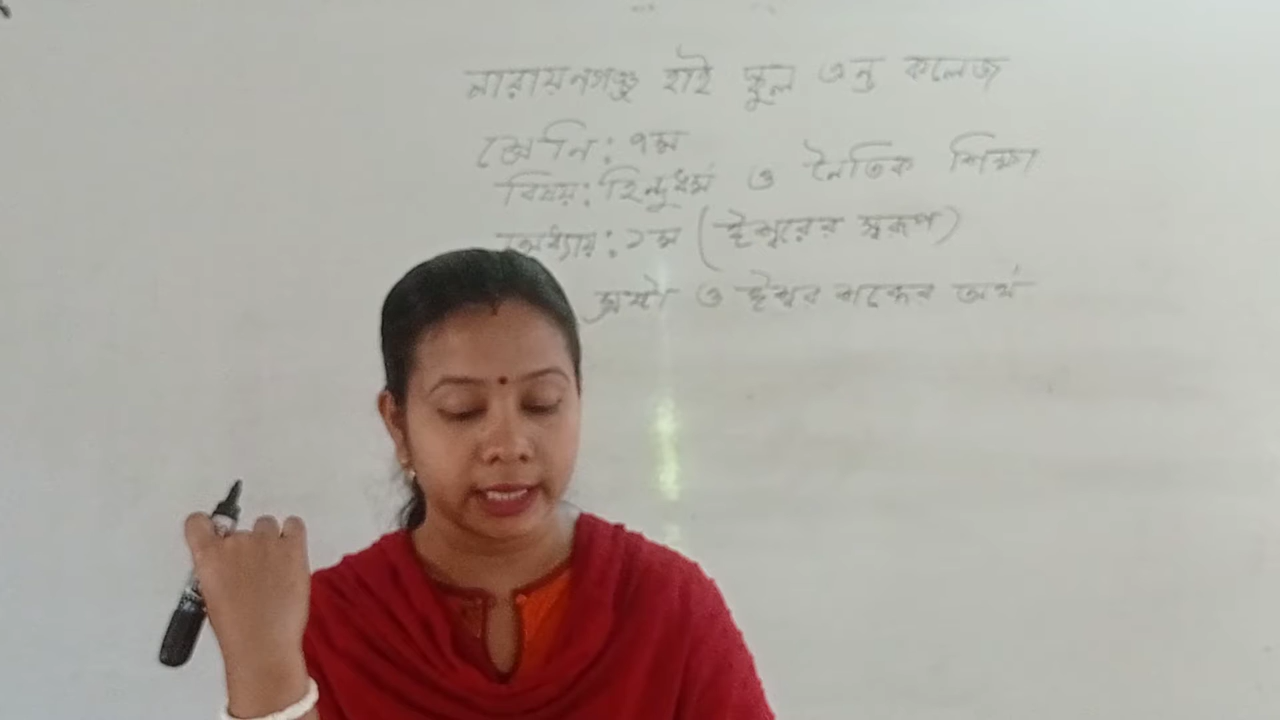 নারায়নগঞ্জ হাই স্কুল এন্ড কলেজ
শ্রেনি: ৭ম
বিষয়: হিন্দুধর্ম ও নৈতিক শিক্ষা
অধ্যায়: ১ম (ঈশ্বরের স্বরূপ)
স্রষ্টা ও ঈশ্বর শব্দের অর্থ